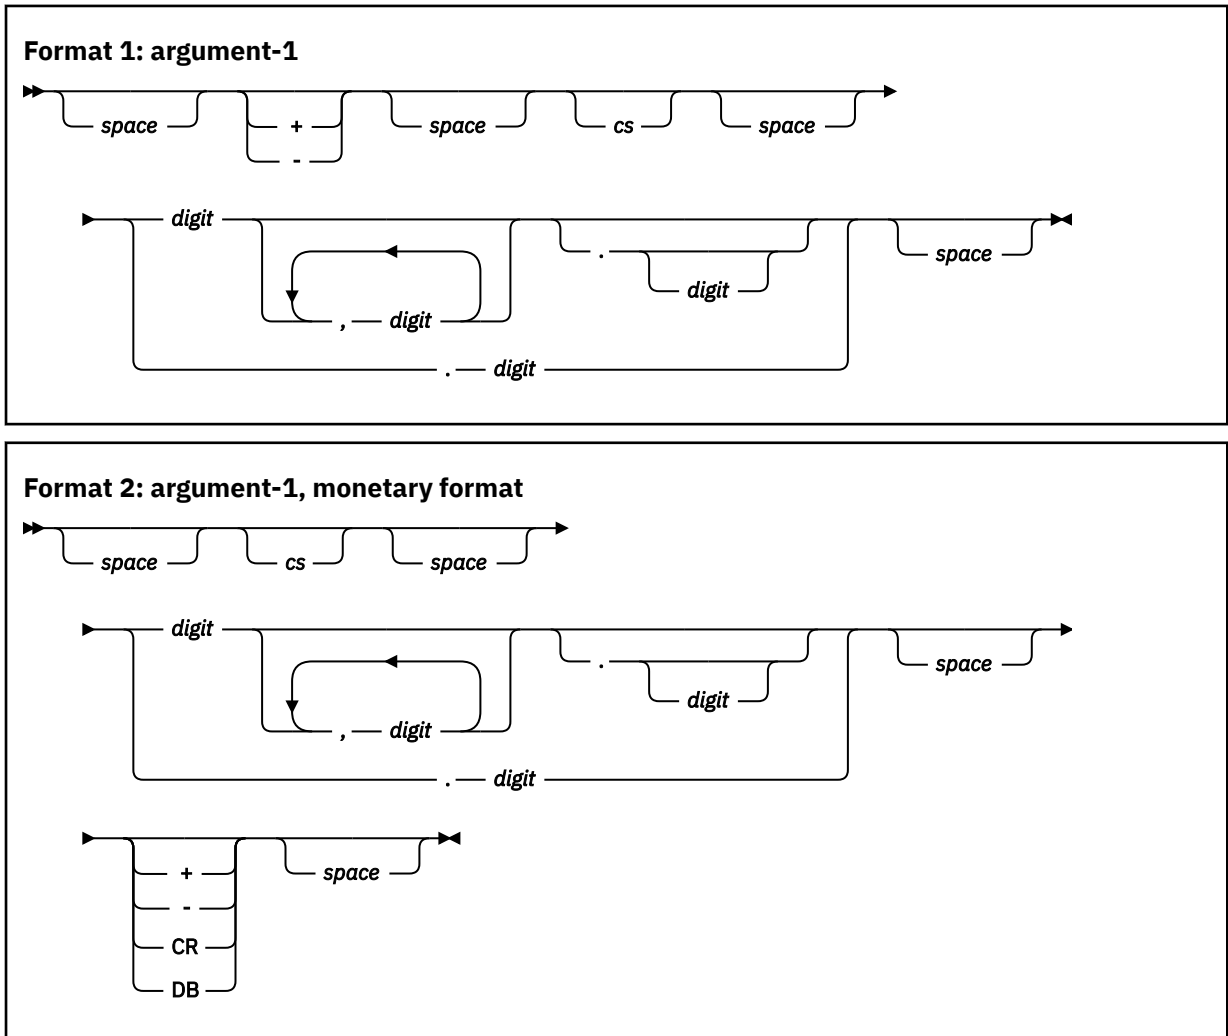 Format 1: argument-1
space + space cs space
-
digit . space
digit
, digit
. digit
Format 2: argument-1, monetary format
space cs space
digit . space
digit
, digit
. digit
+ space
-
CR
DB